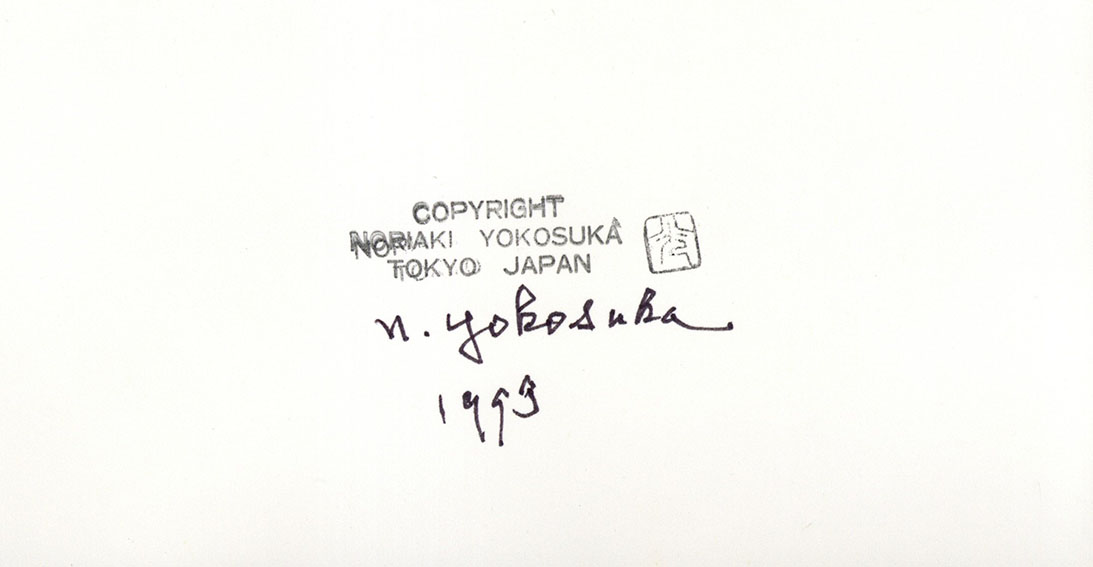 COPYRIGHT
NORIAKI YOKOSUKA
TOKYO JAPAN
n. yokosuka
1993